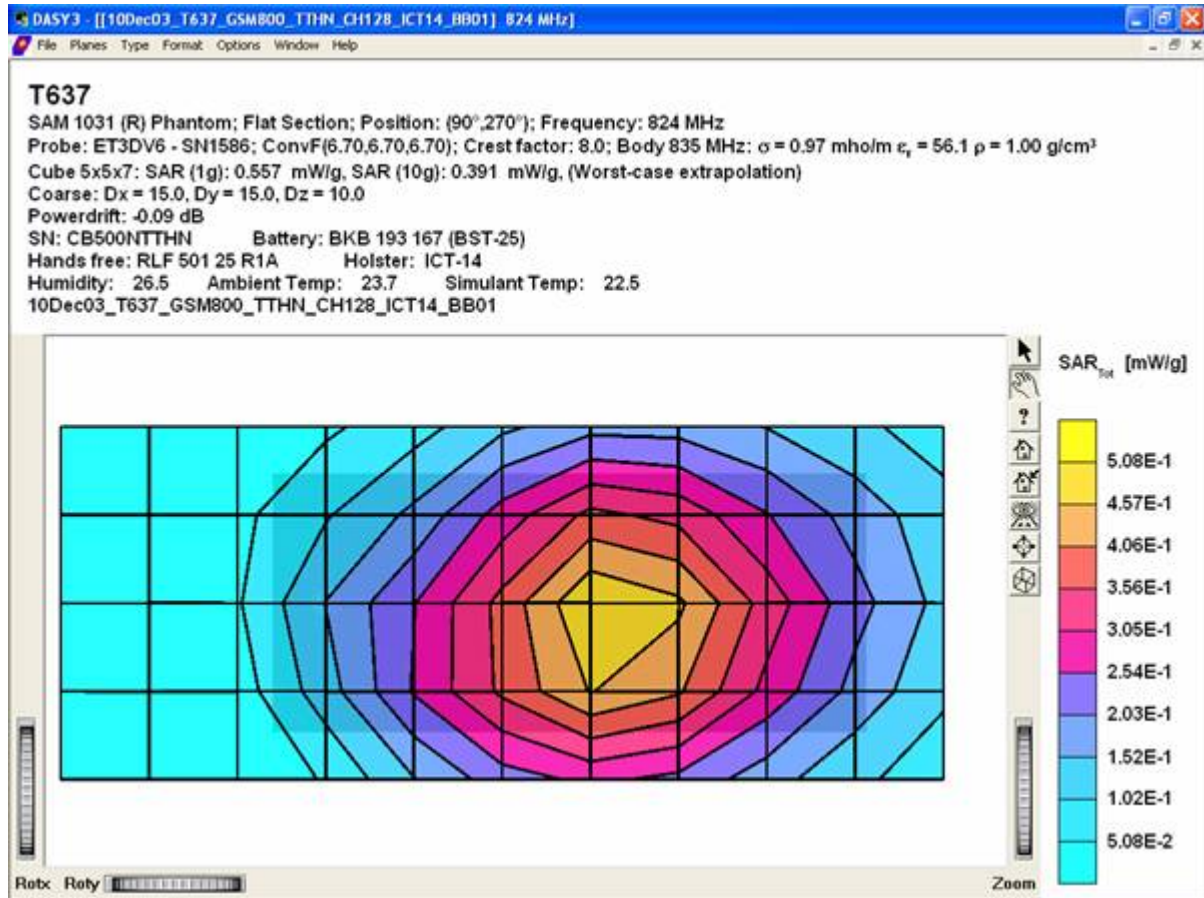 DASY3 - [[10Dec03_T637_GSM800_TTHN_CH128_ICT14_BB01] 824 MHz]
File Planes Type Format Options Window Help
T637
SAM 1031 (R) Phantom; Flat Section; Position: (90°,270°); Frequency: 824 MHz
Probe: ET3DV6 - SN1586; ConvF(6.70,6.70,6.70); Crest factor: 8.0; Body 835 MHz: σ = 0.97 mho/m εr = 56.1 ρ = 1.00 g/cm³
Cube 5x5x7: SAR (1g): 0.557 mW/g, SAR (10g): 0.391 mW/g, (Worst-case extrapolation)
Coarse: Dx = 15.0, Dy = 15.0, Dz = 10.0
Powerdrift: -0.09 dB
SN: CB500NTTHN Battery: BKB 193 167 (BST-25)
Hands free: RLF 501 25 R1A Holster: ICT-14
Humidity: 26.5 Ambient Temp: 23.7 Simulant Temp: 22.5
10Dec03_T637_GSM800_TTHN_CH128_ICT14_BB01
SARTot [mW/g]
?
5.08E-1
4.57E-1
4.06E-1
3.56E-1
3.05E-1
2.54E-1
2.03E-1
1.52E-1
1.02E-1
5.08E-2
Rotx Roty Zoom